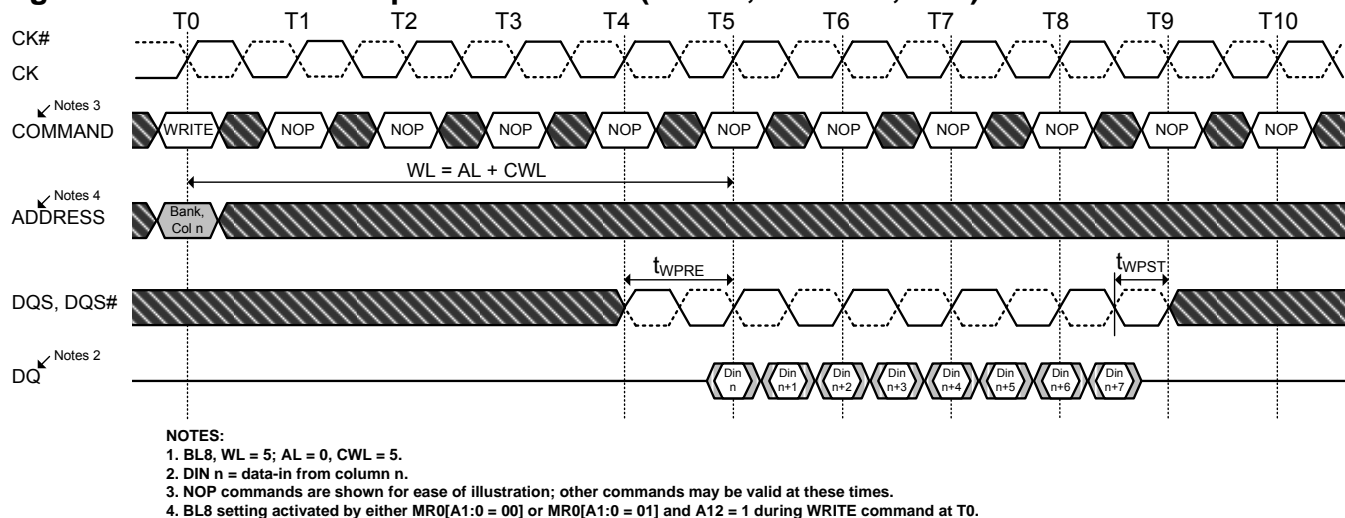 T0 T1 T2 T3 T4 T5 T6 T7 T8 T9 T10
CK#
CK
Notes 3
COMMAND
WRITE NOP NOP NOP NOP NOP NOP NOP NOP NOP NOP
WL = AL + CWL
Notes 4
ADDRESS
Bank,
Col n
tWPRE
tWPST
DQS, DQS#
Notes 2
DQ
Din Din Din Din Din Din Din Din
n n+1 n+2 n+3 n+4 n+5 n+6 n+7
NOTES:
1. BL8, WL = 5; AL = 0, CWL = 5.
2. DIN n = data-in from column n.
3. NOP commands are shown for ease of illustration; other commands may be valid at these times.
4. BL8 setting activated by either MR0[A1:0 = 00] or MR0[A1:0 = 01] and A12 = 1 during WRITE command at T0.